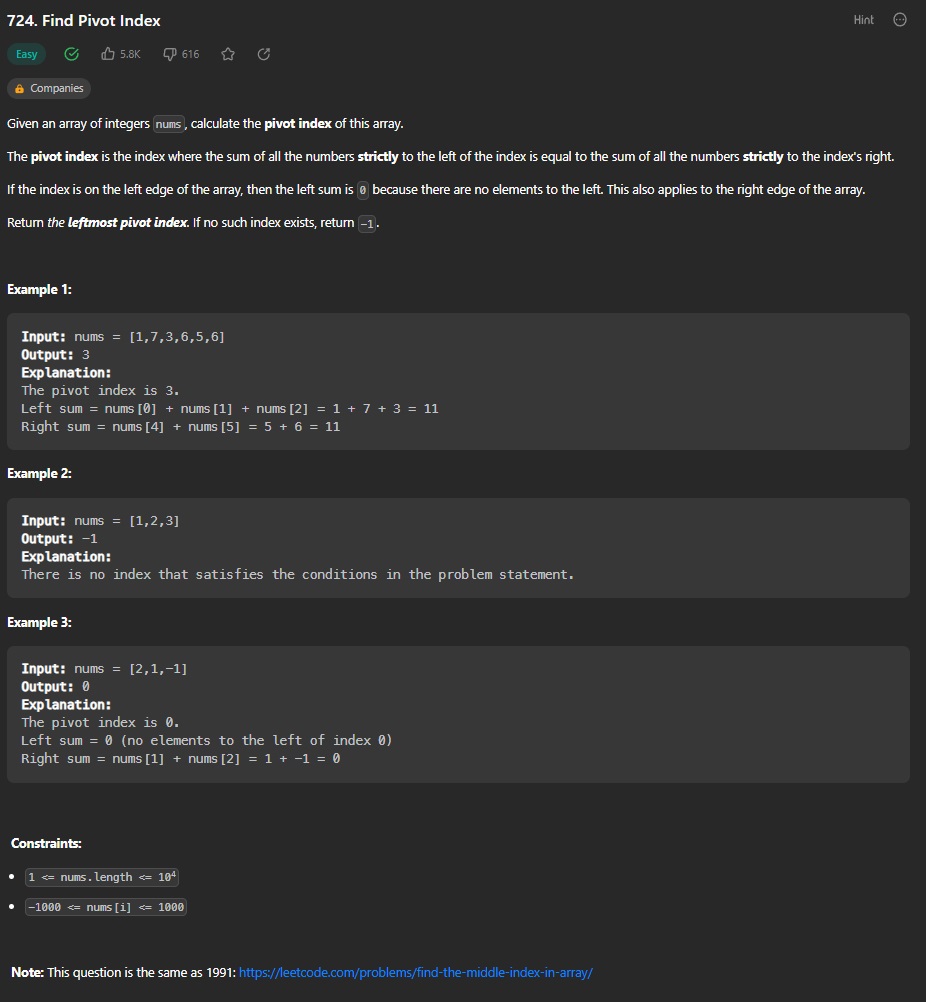 724. Find Pivot Index
Hint
Easy
5.8K
616
Companies
Given an array of integers nums, calculate the pivot index of this array.
The pivot index is the index where the sum of all the numbers strictly to the left of the index is equal to the sum of all the numbers strictly to the index's right.
If the index is on the left edge of the array, then the left sum is 0 because there are no elements to the left. This also applies to the right edge of the array.
Return the leftmost pivot index. If no such index exists, return -1.
Example 1:
Input: nums = [1,7,3,6,5,6]
Output: 3
Explanation:
The pivot index is 3.
Left sum = nums[0] + nums[1] + nums[2] = 1 + 7 + 3 = 11
Right sum = nums[4] + nums[5] = 5 + 6 = 11
Example 2:
Input: nums = [1,2,3]
Output: -1
Explanation:
There is no index that satisfies the conditions in the problem statement.
Example 3:
Input: nums = [2,1,-1]
Output: 0
Explanation:
The pivot index is 0.
Left sum = 0 (no elements to the left of index 0)
Right sum = nums[1] + nums[2] = 1 + -1 = 0
Constraints:
• 1 <= nums.length <= 10⁴
• -1000 <= nums[i] <= 1000
Note: This question is the same as 1991: https://leetcode.com/problems/find-the-middle-index-in-array/